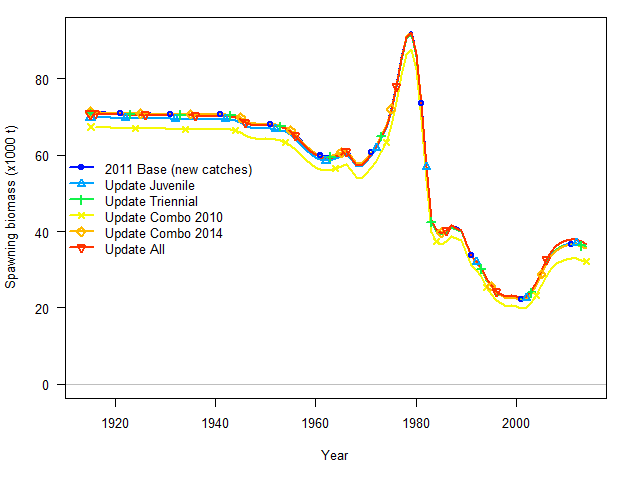 Spawning biomass (x1000 t)
80
60
40
20
0
2011 Base (new catches)
Update Juvenile
Update Triennial
Update Combo 2010
Update Combo 2014
Update All
1920 1940 1960 1980 2000
Year